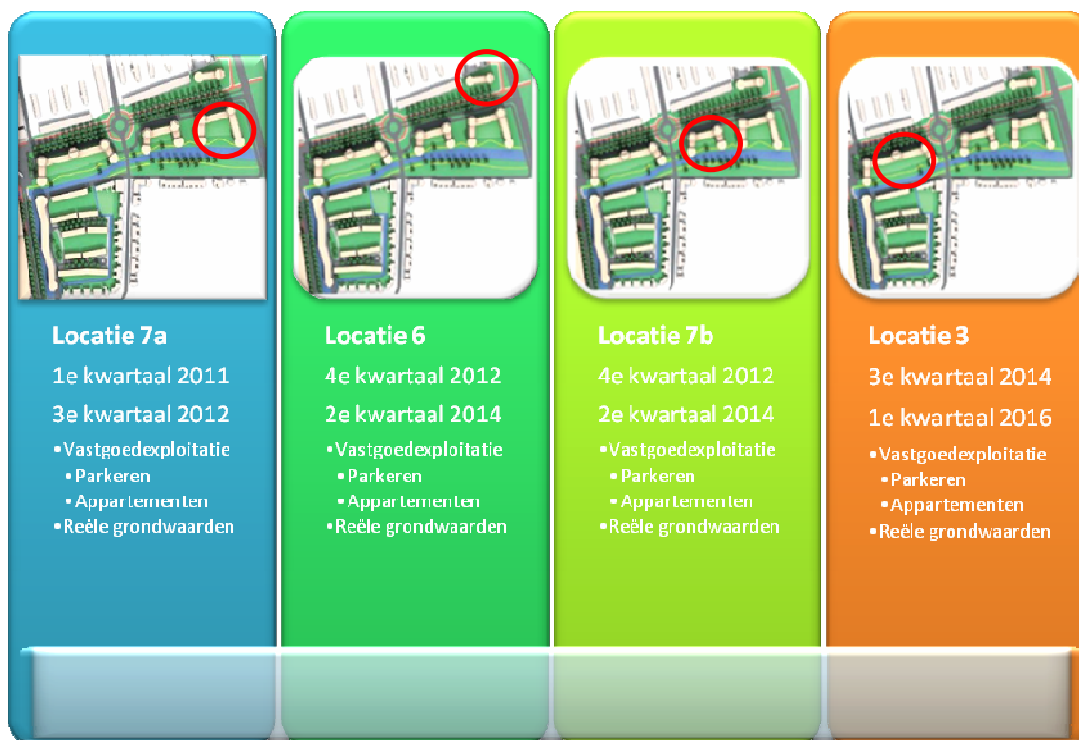 Locatie 7a
1e kwartaal 2011
3e kwartaal 2012
•Vastgoedexploitatie
•Parkeren
•Appartementen
•Reële grondwaarden
Locatie 6
4e kwartaal 2012
2e kwartaal 2014
•Vastgoedexploitatie
•Parkeren
•Appartementen
•Reële grondwaarden
Locatie 7b
4e kwartaal 2012
2e kwartaal 2014
•Vastgoedexploitatie
•Parkeren
•Appartementen
•Reële grondwaarden
Locatie 3
3e kwartaal 2014
1e kwartaal 2016
•Vastgoedexploitatie
•Parkeren
•Appartementen
•Reële grondwaarden